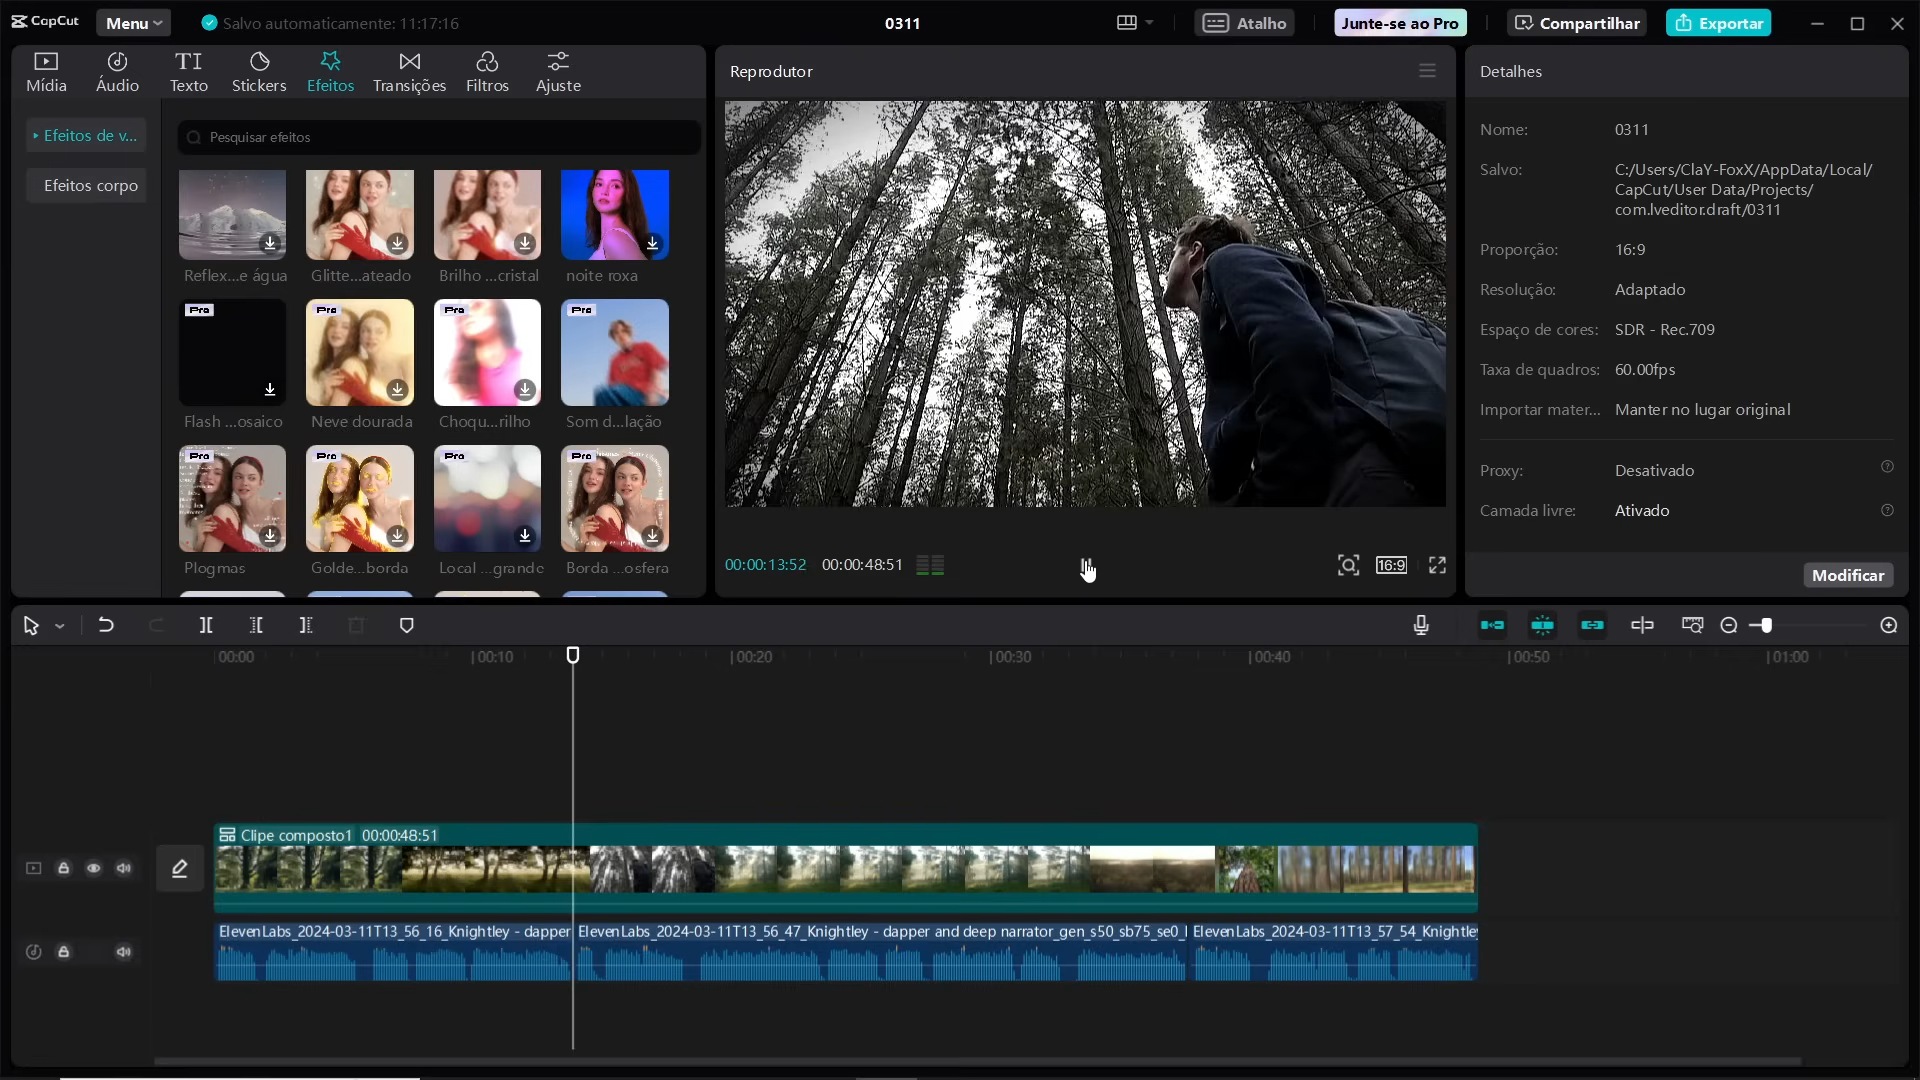 CapCut
Menu
Salvo automaticamente: 11:17:16
0311
Atalho
Junte-se ao Pro
Compartilhar
Exportar
Mídia
Áudio
Texto
Stickers
Efeitos
Transições
Filtros
Ajuste
Efeitos de v...
Efeitos corpo
Pesquisar efeitos
Reflex...e água
Glitte...ateado
Brilho ...cristal
noite roxa
Pro
Pro
Pro
Pro
Flash ...osaico
Neve dourada
Choqu...rilho
Som d...lação
Pro
Pro
Pro
Pro
Plogmas
Golde...borda
Local ...grande
Borda ...osfera
Reprodutor
00:00:13:52
00:00:48:51
16:9
Detalhes
Nome:
0311
Salvo:
C:/Users/ClaY-FoxX/AppData/Local/
CapCut/User Data/Projects/
com.lveditor.draft/0311
Proporção:
16:9
Resolução:
Adaptado
Espaço de cores:
SDR - Rec.709
Taxa de quadros:
60.00fps
Importar mater...
Manter no lugar original
Proxy:
Desativado
Camada livre:
Ativado
Modificar
00:00
00:10
00:20
00:30
00:40
00:50
01:00
Clipe composto1 00:00:48:51
ElevenLabs_2024-03-11T13_56_16_Knightley - dapper
ElevenLabs_2024-03-11T13_56_47_Knightley - dapper and deep narrator_gen_s50_sb75_se0_
ElevenLabs_2024-03-11T13_57_54_Knightley